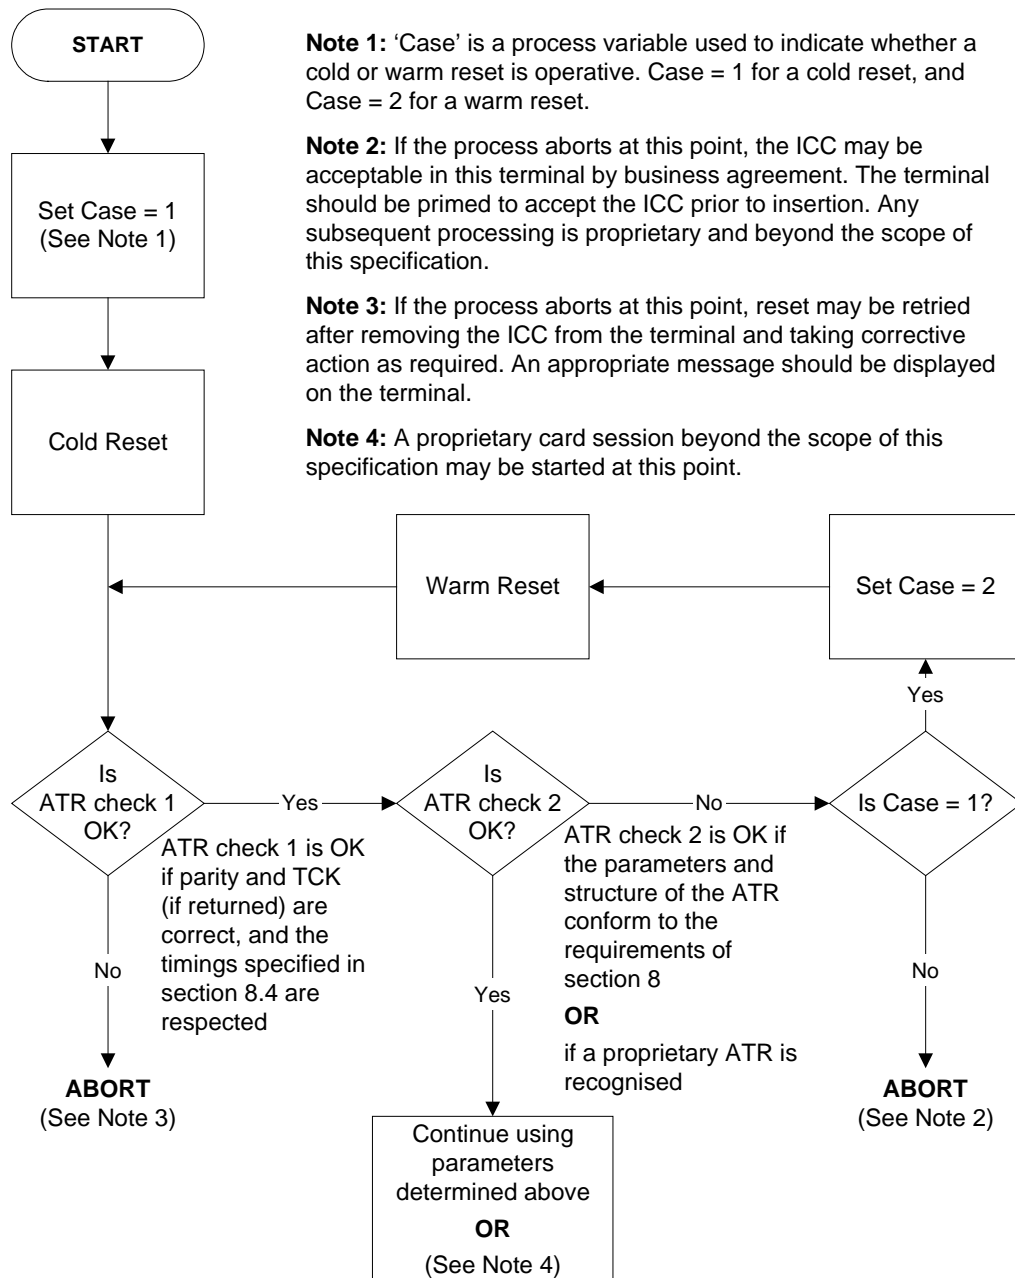 START
Note 1: ‘Case’ is a process variable used to indicate whether a
cold or warm reset is operative. Case = 1 for a cold reset, and
Case = 2 for a warm reset.
Note 2: If the process aborts at this point, the ICC may be
acceptable in this terminal by business agreement. The terminal
should be primed to accept the ICC prior to insertion. Any
subsequent processing is proprietary and beyond the scope of
this specification.
Note 3: If the process aborts at this point, reset may be retried
after removing the ICC from the terminal and taking corrective
action as required. An appropriate message should be displayed
on the terminal.
Note 4: A proprietary card session beyond the scope of this
specification may be started at this point.
Set Case = 1
(See Note 1)
Cold Reset
Warm Reset
Set Case = 2
Yes
Is
ATR check 1
OK?
Yes
Is
ATR check 2
OK?
No
Is Case = 1?
ATR check 1 is OK
if parity and TCK
(if returned) are
correct, and the
timings specified in
section 8.4 are
respected
ATR check 2 is OK if
the parameters and
structure of the ATR
conform to the
requirements of
section 8
OR
if a proprietary ATR is
recognised
No
Yes
No
ABORT
(See Note 3)
ABORT
(See Note 2)
Continue using
parameters
determined above
OR
(See Note 4)